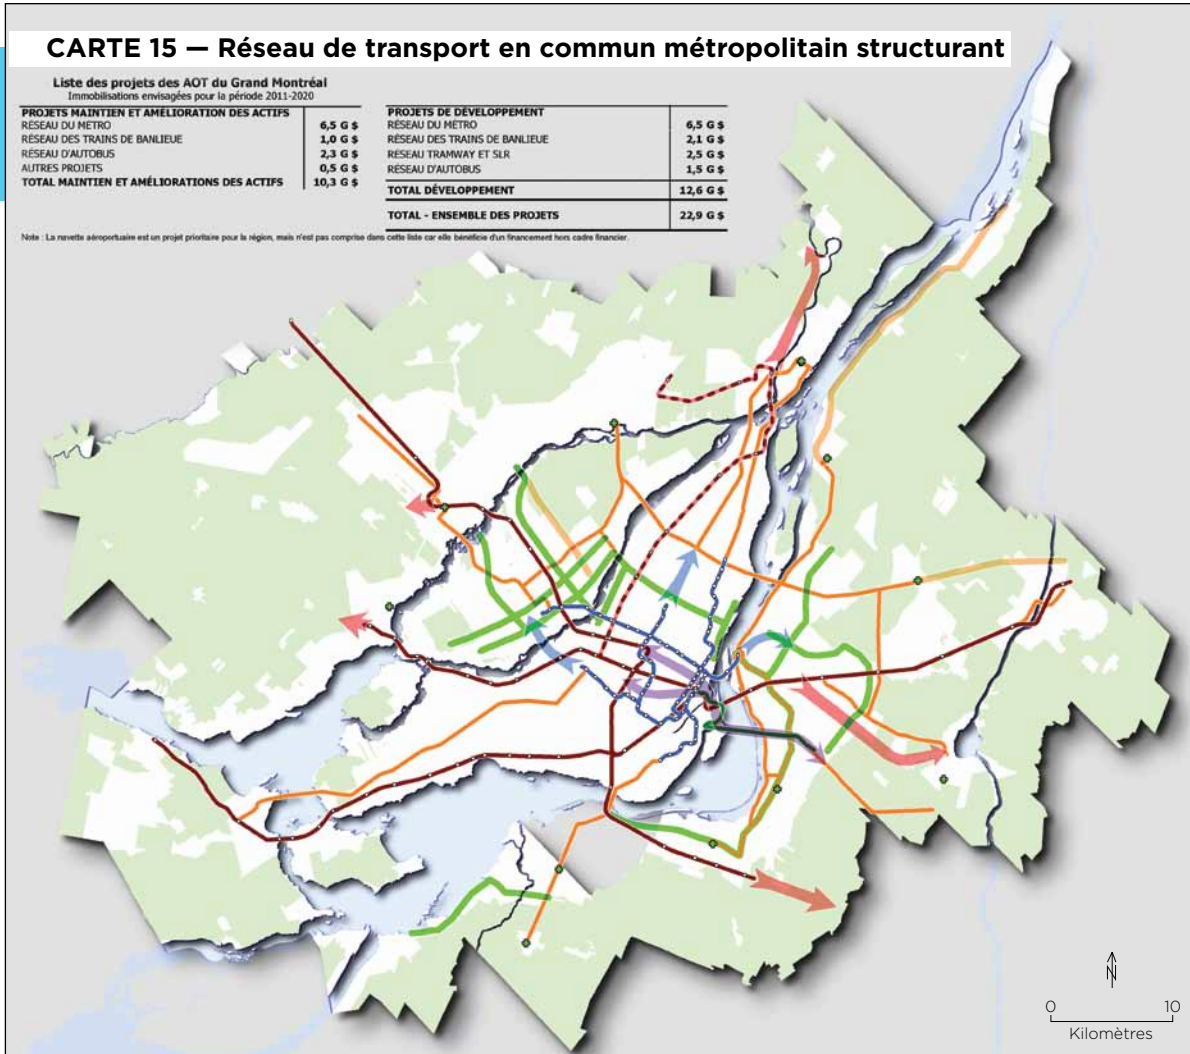 CARTE 15 — Réseau de transport en commun métropolitain structurant
Liste des projets des AOT du Grand Montréal
Immobilisations envisagées pour la période 2011-2020
PROJETS MAINTIEN ET AMÉLIORATION DES ACTIFS
RÉSEAU DU MÉTRO 6,5 G $
RÉSEAU DES TRAINS DE BANLIEUE 1,0 G $
RÉSEAU D'AUTOBUS 2,3 G $
AUTRES PROJETS 0,5 G $
TOTAL MAINTIEN ET AMÉLIORATIONS DES ACTIFS 10,3 G $
PROJETS DE DÉVELOPPEMENT
RÉSEAU DU MÉTRO 6,5 G $
RÉSEAU DES TRAINS DE BANLIEUE 2,1 G $
RÉSEAU TRAMWAY ET SLR 2,5 G $
RÉSEAU D'AUTOBUS 1,5 G $
TOTAL DÉVELOPPEMENT 12,6 G $
TOTAL - ENSEMBLE DES PROJETS 22,9 G $
Note : La navette aéroportuaire est un projet prioritaire pour la région, mais n'est pas comprise dans cette liste car elle bénéficie d'un financement hors cadre financier.
N
0 10
Kilomètres